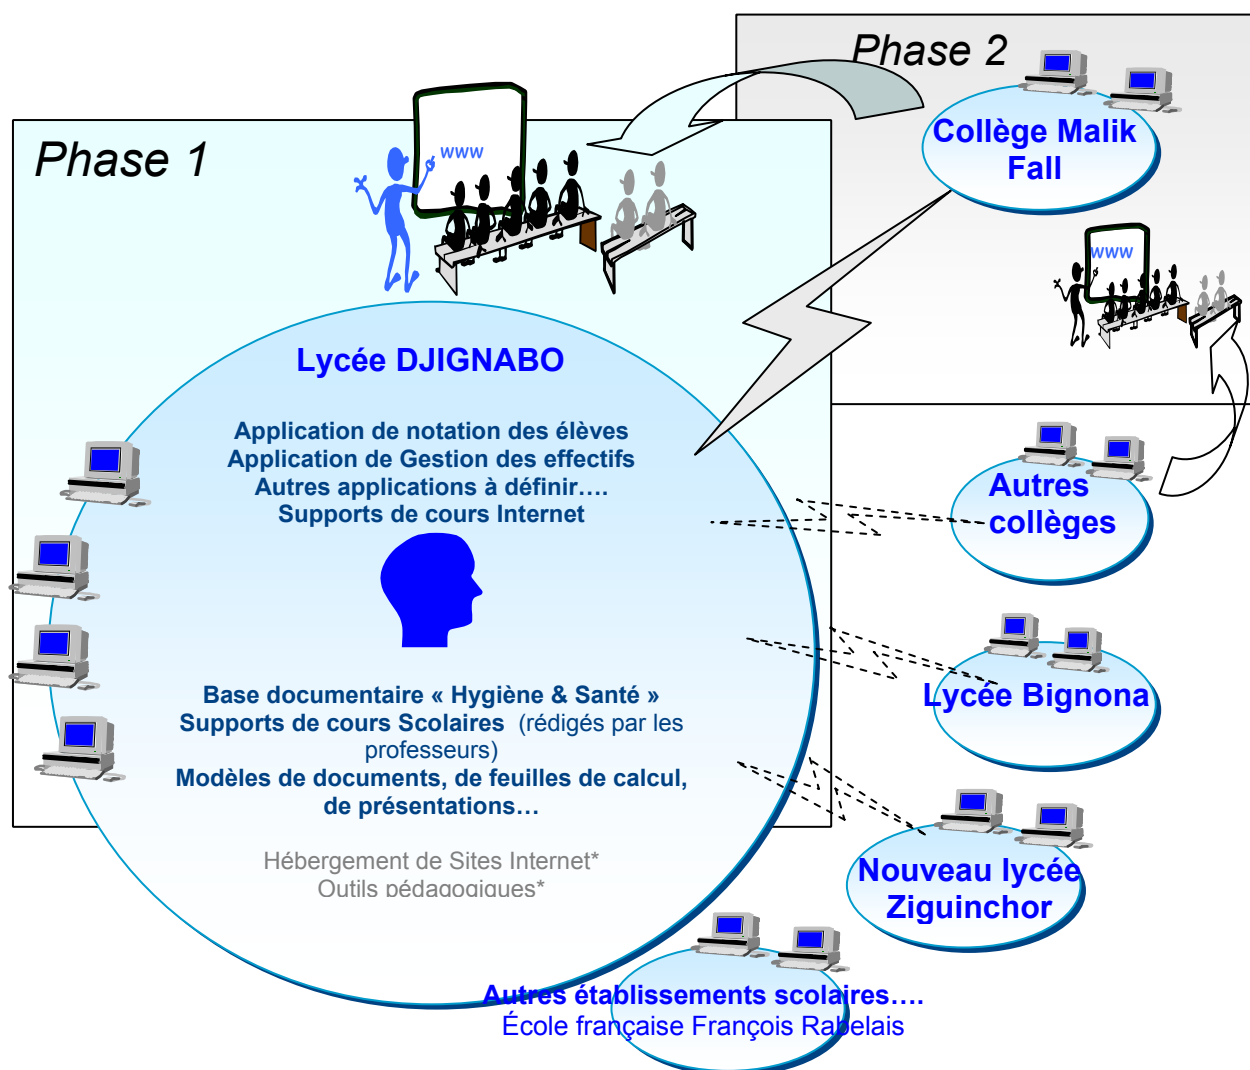 Phase 2
Collège Malik
Fall
Phase 1
www
www
Lycée DJIGNABO
Application de notation des élèves
Application de Gestion des effectifs
Autres applications à définir….
Supports de cours Internet
Autres
collèges
Base documentaire « Hygiène & Santé »
Supports de cours Scolaires (rédigés par les
professeurs)
Modèles de documents, de feuilles de calcul,
de présentations…
Lycée Bignona
Hébergement de Sites Internet*
Outils pédagogiques*
Nouveau lycée
Ziguinchor
Autres établissements scolaires….
École française François Rabelais